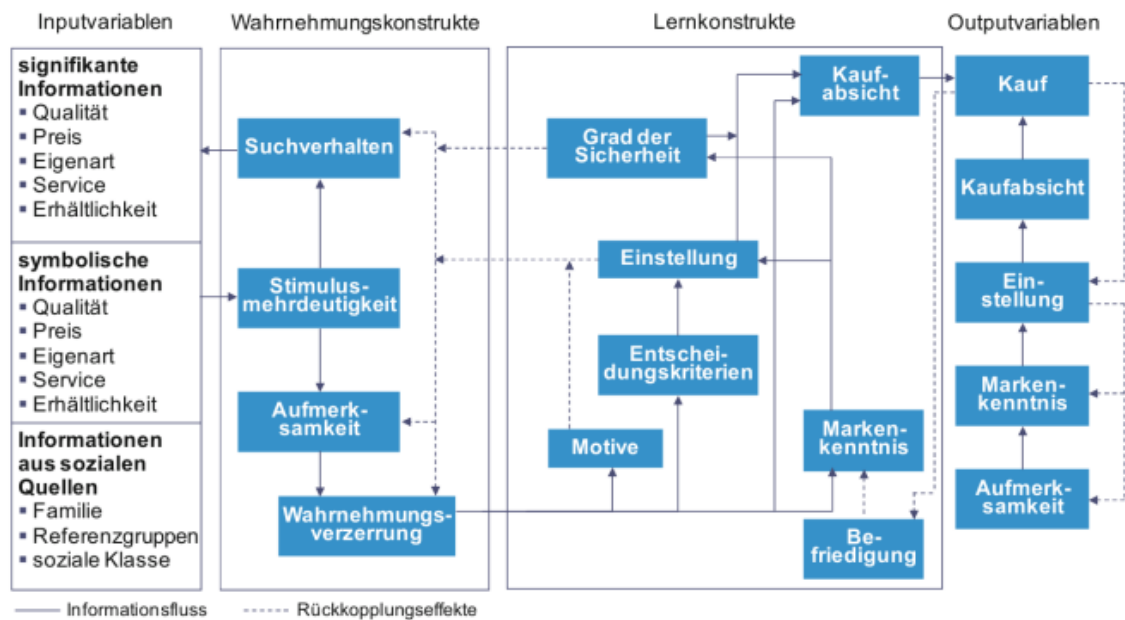 Inputvariablen
Wahrnehmungskonstrukte
Lernkonstrukte
Outputvariablen
signifikante
Informationen
▪ Qualität
▪ Preis
▪ Eigenart
▪ Service
▪ Erhältlichkeit
symbolische
Informationen
▪ Qualität
▪ Preis
▪ Eigenart
▪ Service
▪ Erhältlichkeit
Informationen
aus sozialen
Quellen
▪ Familie
▪ Referenzgruppen
▪ soziale Klasse
Suchverhalten
Stimulus-
mehrdeutigkeit
Aufmerk-
samkeit
Wahrnehmungs-
verzerrung
Kauf-
absicht
Grad der
Sicherheit
Einstellung
Entschei-
dungskriterien
Motive
Marken-
kenntnis
Be-
friedigung
Kauf
Kaufabsicht
Ein-
stellung
Marken-
kenntnis
Aufmerk-
samkeit
Informationsfluss
Rückkopplungseffekte